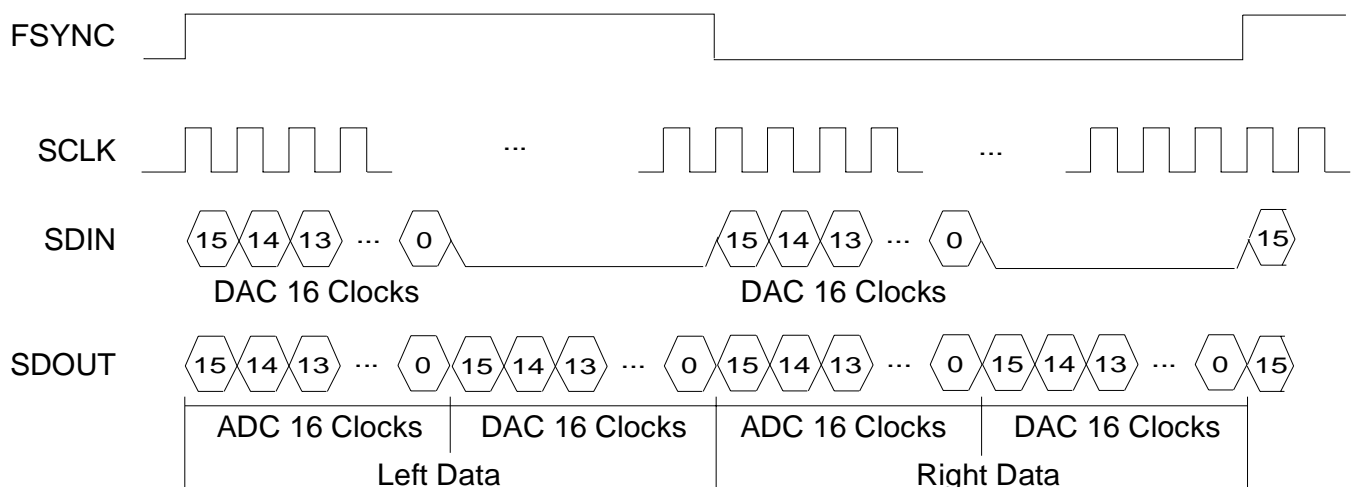 FSYNC
SCLK ... ...
SDIN 15 14 13 ... 0 15 14 13 ... 0 15
DAC 16 Clocks DAC 16 Clocks
SDOUT 15 14 13 ... 0 15 14 13 ... 0 15 14 13 ... 0 15 14 13 ... 0 15
ADC 16 Clocks DAC 16 Clocks ADC 16 Clocks DAC 16 Clocks
Left Data Right Data